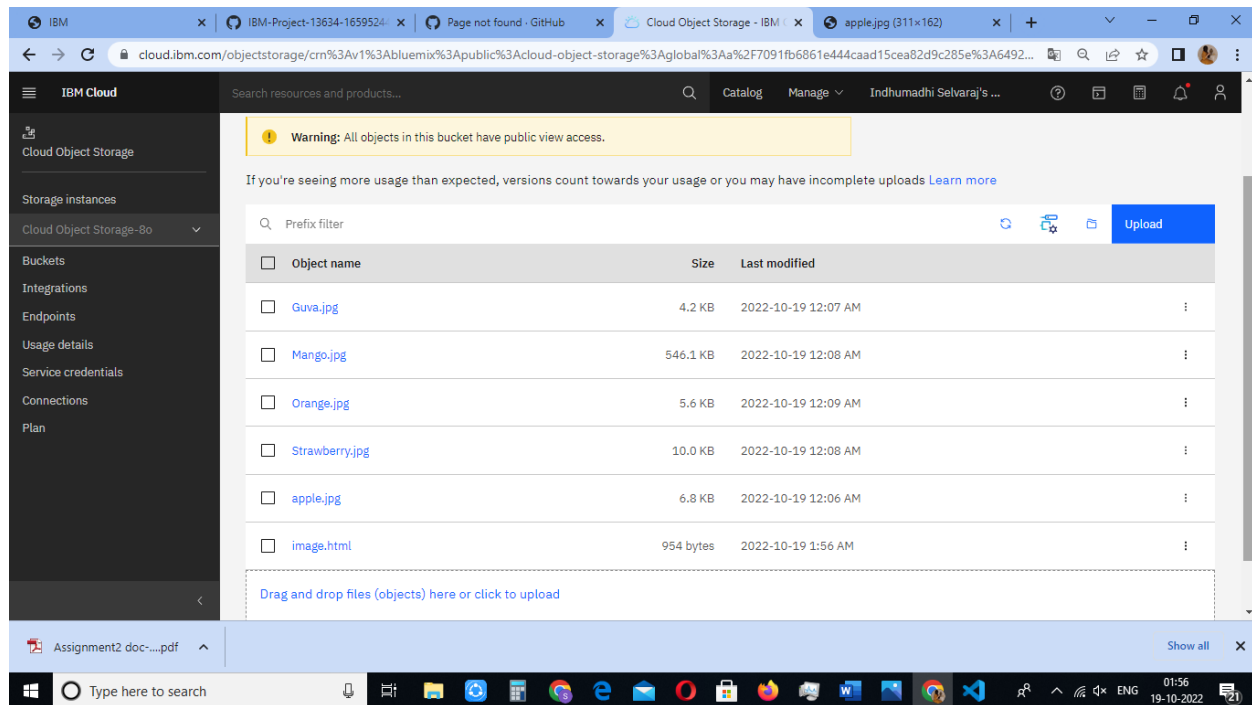 IBM
IBM-Project-13634-1659524
Page not found · GitHub
Cloud Object Storage - IBM C
apple.jpg (311×162)
cloud.ibm.com/objectstorage/crn%3Av1%3Abluemix%3Apublic%3Acloud-object-storage%3Aglobal%3Aa%2F7091fb6861e444caad15cea82d9c285e%3A6492...
IBM Cloud
Search resources and products...
Catalog
Manage
Indhumadhi Selvaraj's ...
Cloud Object Storage
Storage instances
Cloud Object Storage-8o
Buckets
Integrations
Endpoints
Usage details
Service credentials
Connections
Plan
Warning: All objects in this bucket have public view access.
If you're seeing more usage than expected, versions count towards your usage or you may have incomplete uploads Learn more
Prefix filter
Upload
Object name Size Last modified
Guva.jpg 4.2 KB 2022-10-19 12:07 AM
Mango.jpg 546.1 KB 2022-10-19 12:08 AM
Orange.jpg 5.6 KB 2022-10-19 12:09 AM
Strawberry.jpg 10.0 KB 2022-10-19 12:08 AM
apple.jpg 6.8 KB 2022-10-19 12:06 AM
image.html 954 bytes 2022-10-19 1:56 AM
Drag and drop files (objects) here or click to upload
Assignment2 doc-....pdf
Show all
Type here to search
ENG
01:56
19-10-2022
21